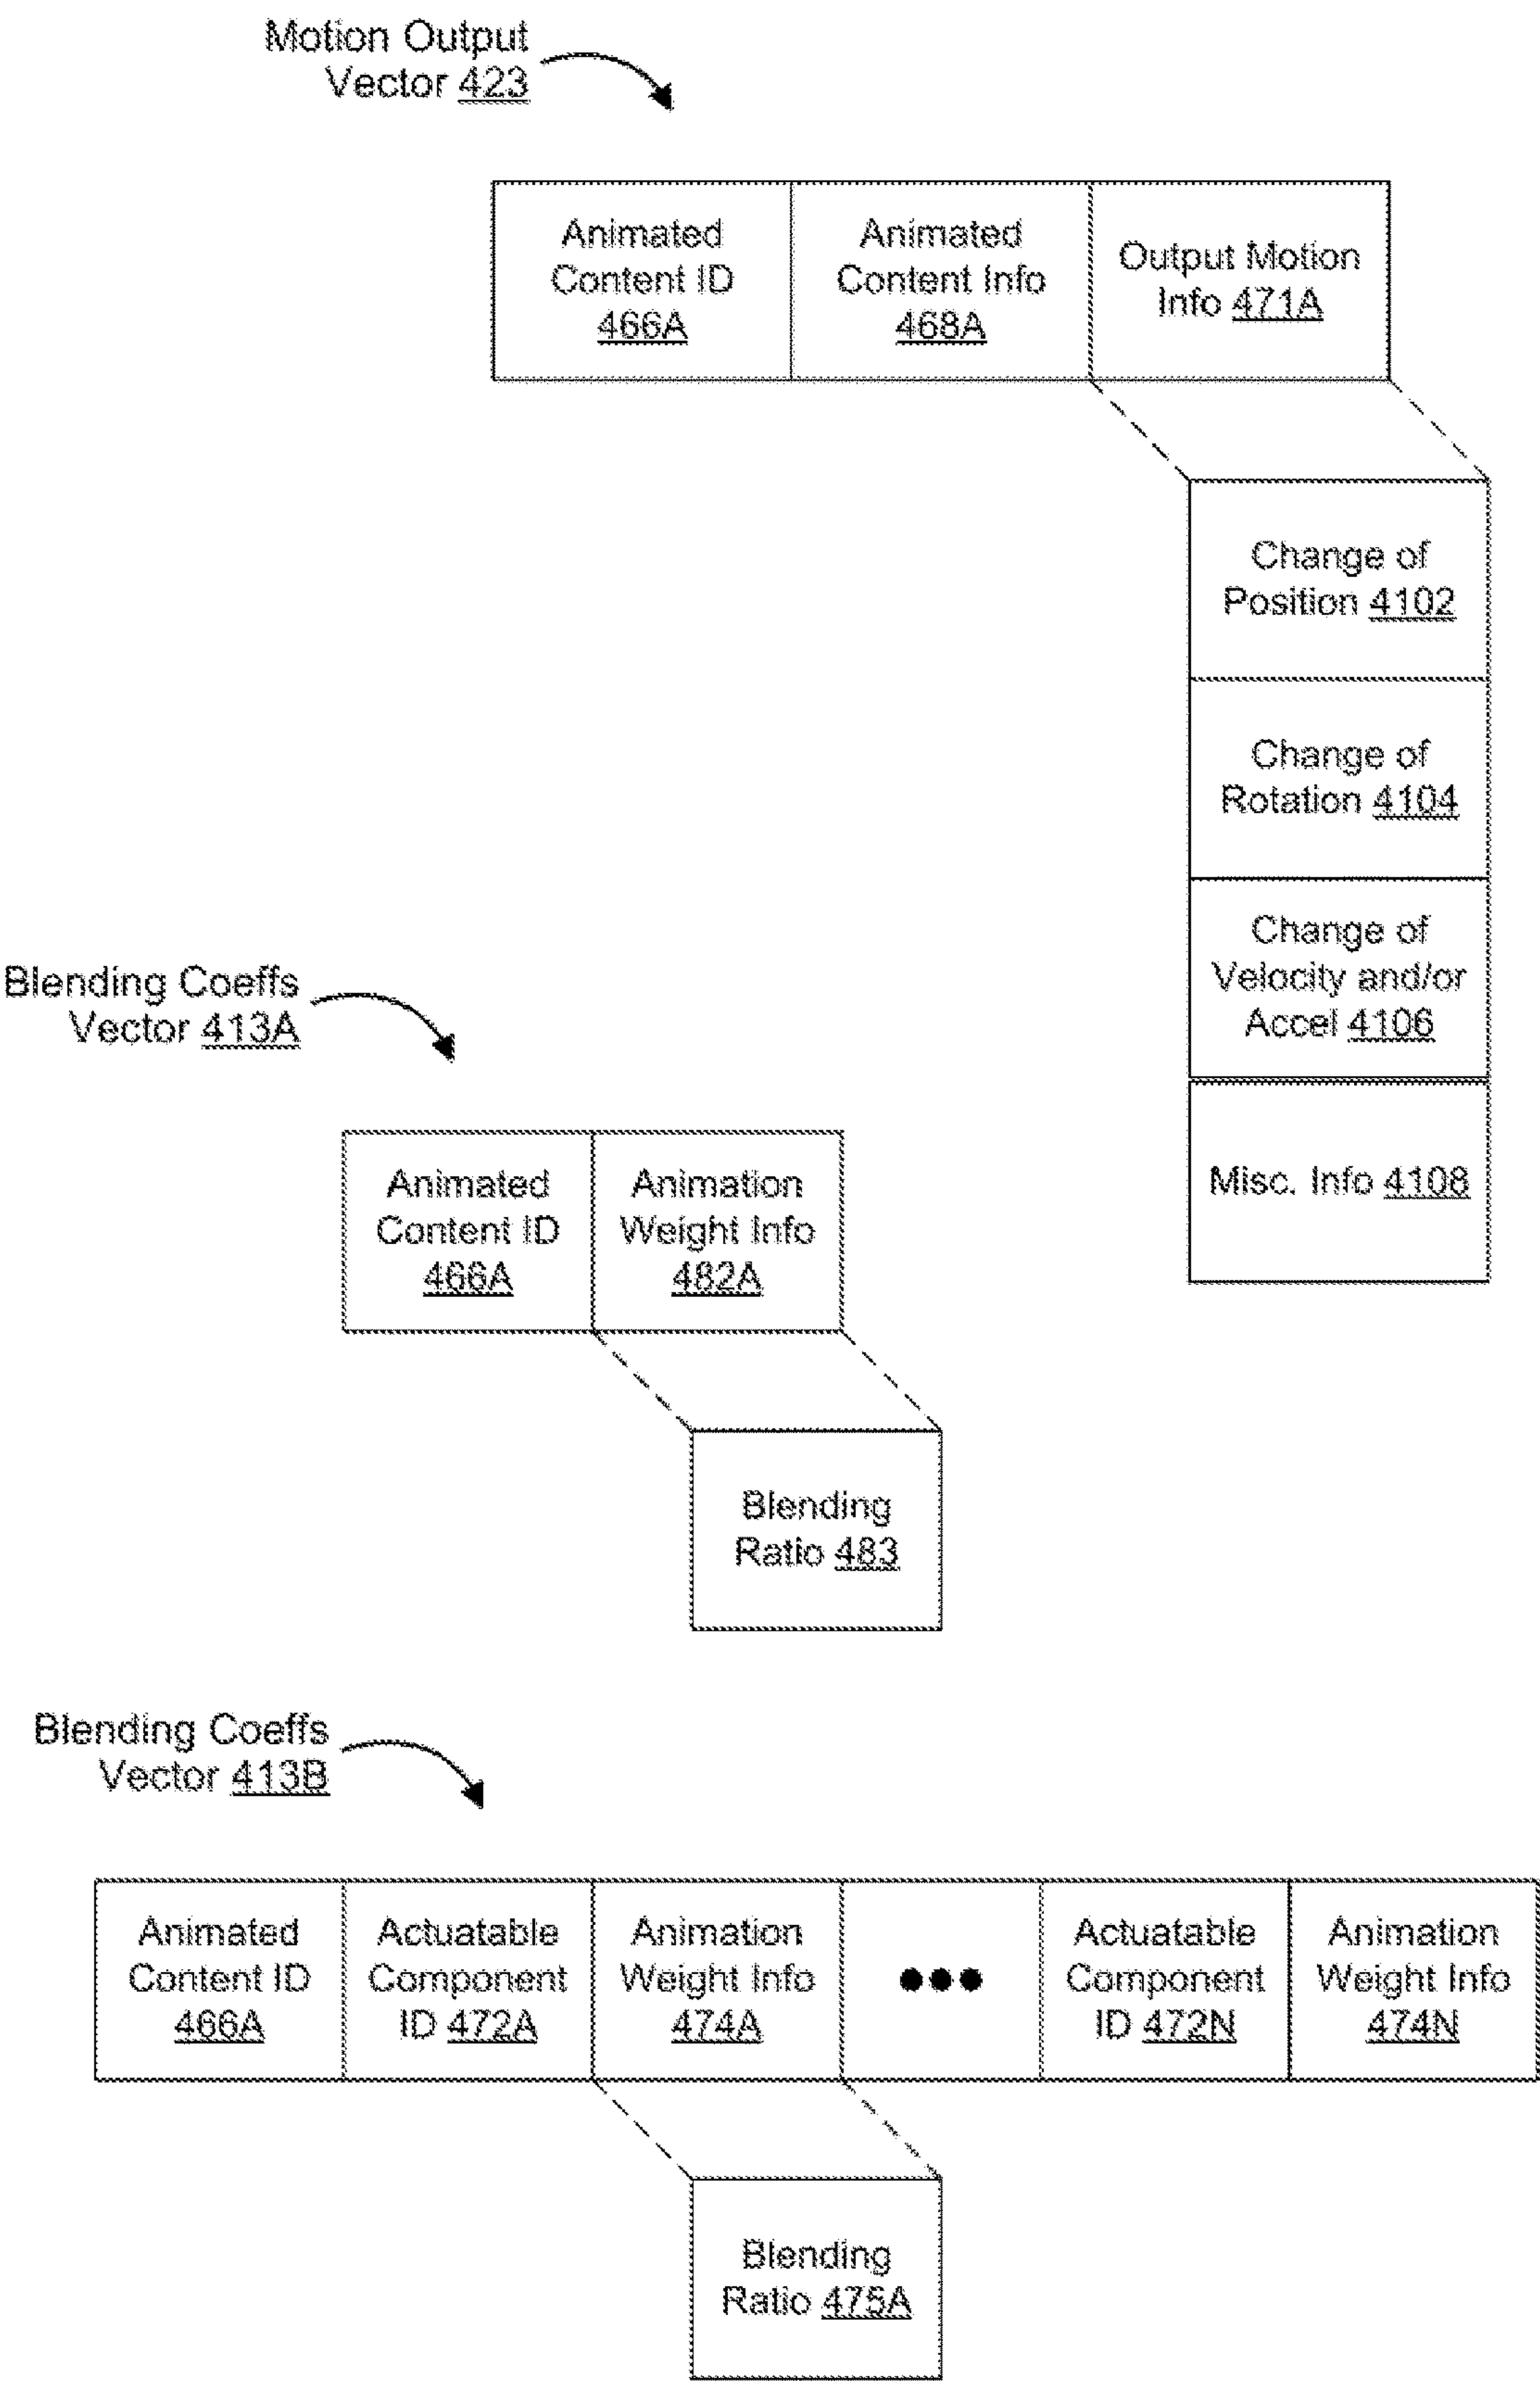 Motion Output
Vector 423
Animated
Content ID
466A
Animated
Content Info
468A
Output Motion
Info 471A
Change of
Position 4102
Change of
Rotation 4104
Change of
Velocity and/or
Accel 4106
Misc. Info 4108
Blending Coeffs
Vector 413A
Animated
Content ID
466A
Animation
Weight Info
482A
Blending
Ratio 483
Blending Coeffs
Vector 413B
Animated
Content ID
466A
Actuatable
Component
ID 472A
Animation
Weight Info
474A
●●●
Actuatable
Component
ID 472N
Animation
Weight Info
474N
Blending
Ratio 475A